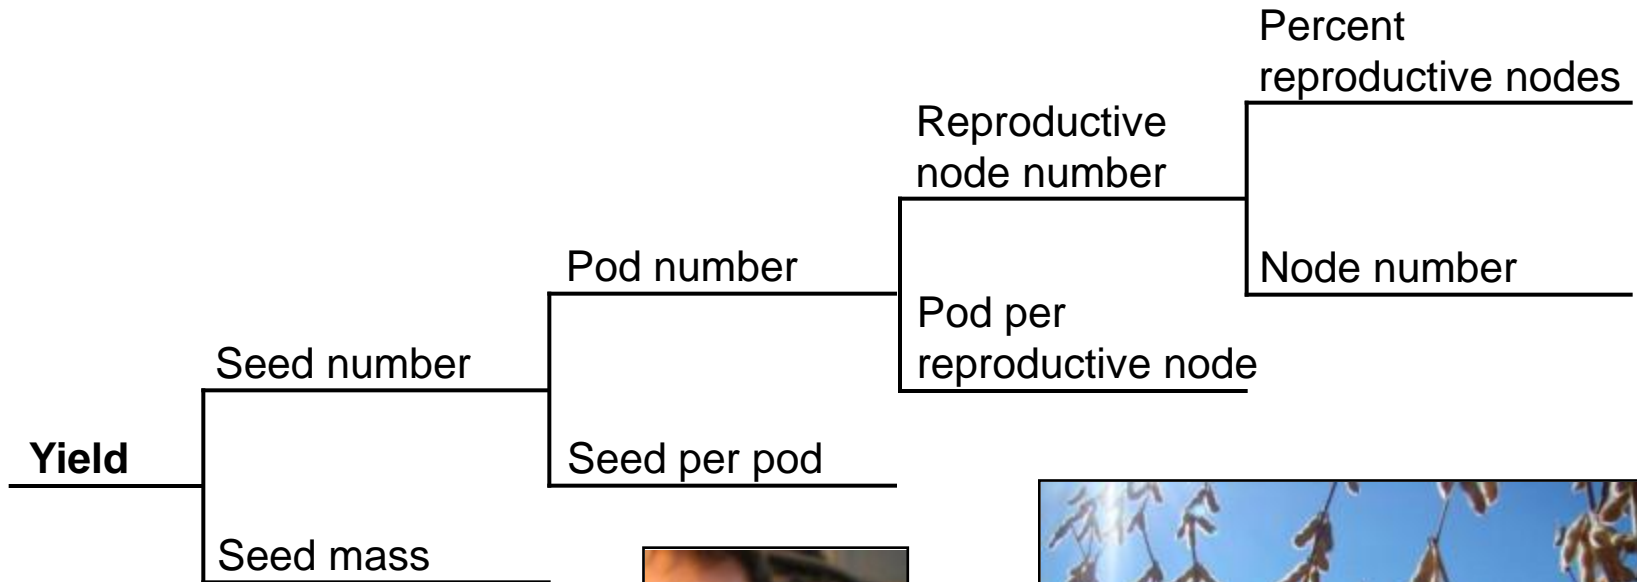 Percent
reproductive nodes
Reproductive
node number
Pod number
Node number
Pod per
reproductive node
Seed number
Yield
Seed per pod
Seed mass